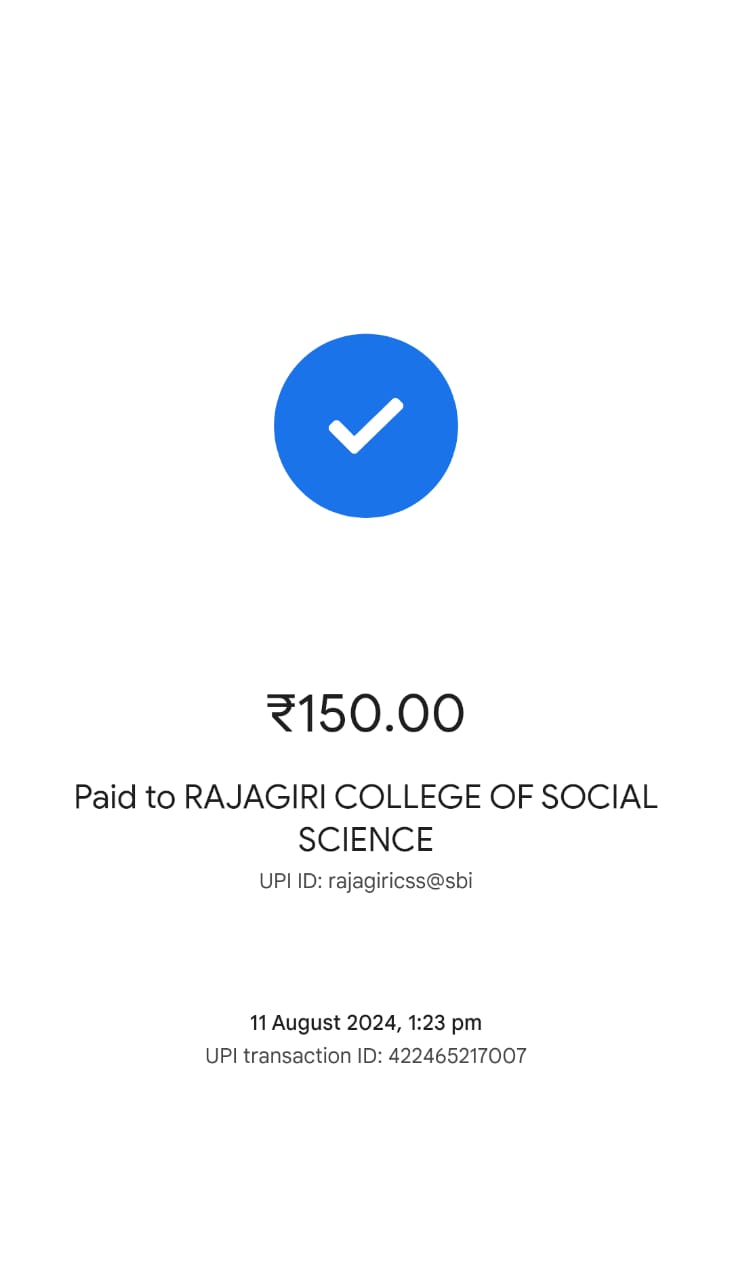 ₹150.00
Paid to RAJAGIRI COLLEGE OF SOCIAL
SCIENCE
UPI ID: rajagiricss@sbi
11 August 2024, 1:23 pm
UPI transaction ID: 422465217007